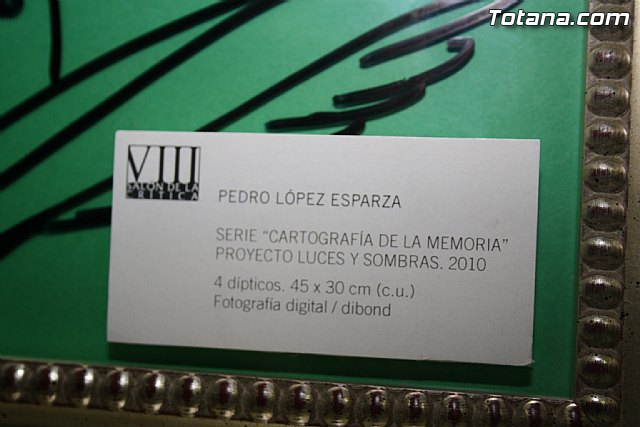 Totana.com
VIII
SALÓN DE LA
CRÍTICA
PEDRO LÓPEZ ESPARZA
SERIE “CARTOGRAFÍA DE LA MEMORIA”
PROYECTO LUCES Y SOMBRAS. 2010
4 dípticos. 45 x 30 cm (c.u.)
Fotografía digital / dibond